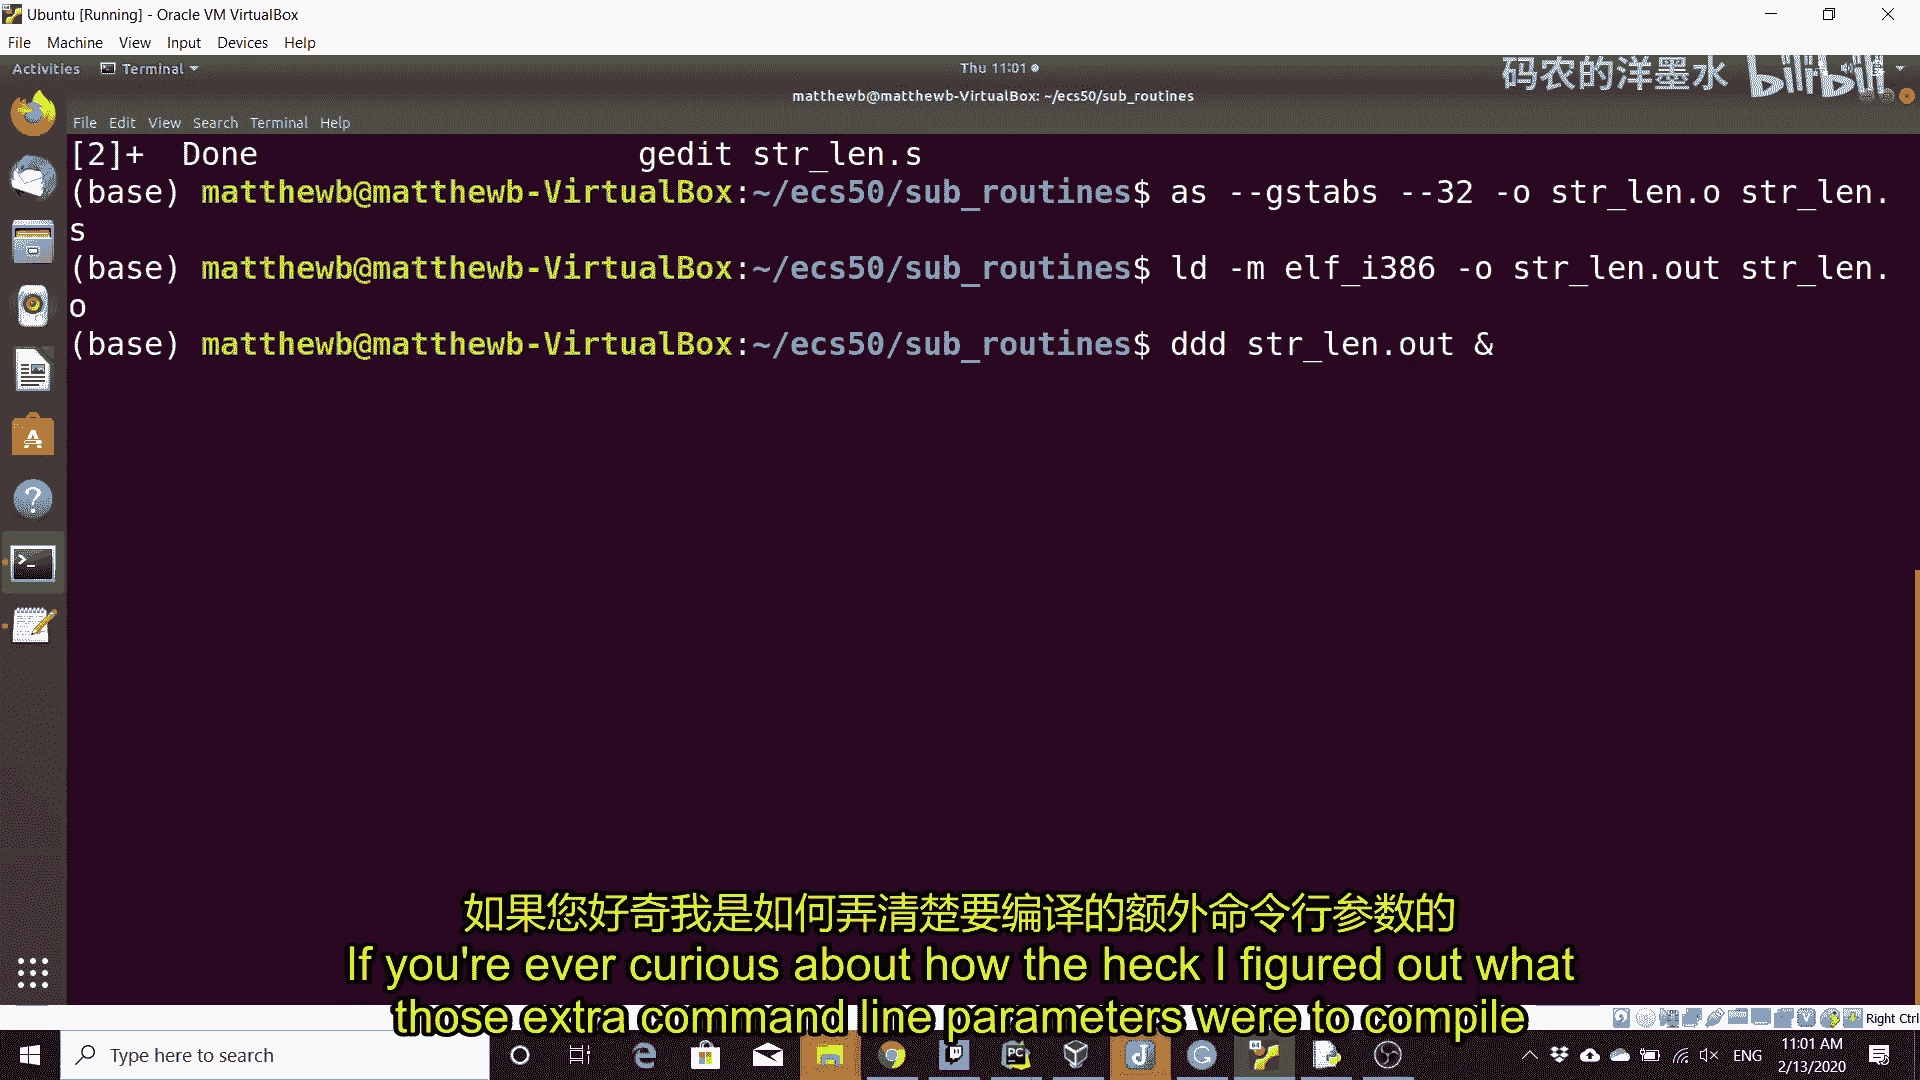 Ubuntu [Running] - Oracle VM VirtualBox
File Machine View Input Devices Help
Activities Terminal Thu 11:01
码农的洋墨水 bilibili
matthewb@matthewb-VirtualBox: ~/ecs50/sub_routines
File Edit View Search Terminal Help
[2]+ Done gedit str_len.s
(base) matthewb@matthewb-VirtualBox:~/ecs50/sub_routines$ as --gstabs --32 -o str_len.o str_len.
s
(base) matthewb@matthewb-VirtualBox:~/ecs50/sub_routines$ ld -m elf_i386 -o str_len.out str_len.
o
(base) matthewb@matthewb-VirtualBox:~/ecs50/sub_routines$ ddd str_len.out &
如果您好奇我是如何弄清楚要编译的额外命令行参数的
If you're ever curious about how the heck I figured out what
those extra command line parameters were to compile
Right Ctrl
Type here to search
ENG
11:01 AM
2/13/2020